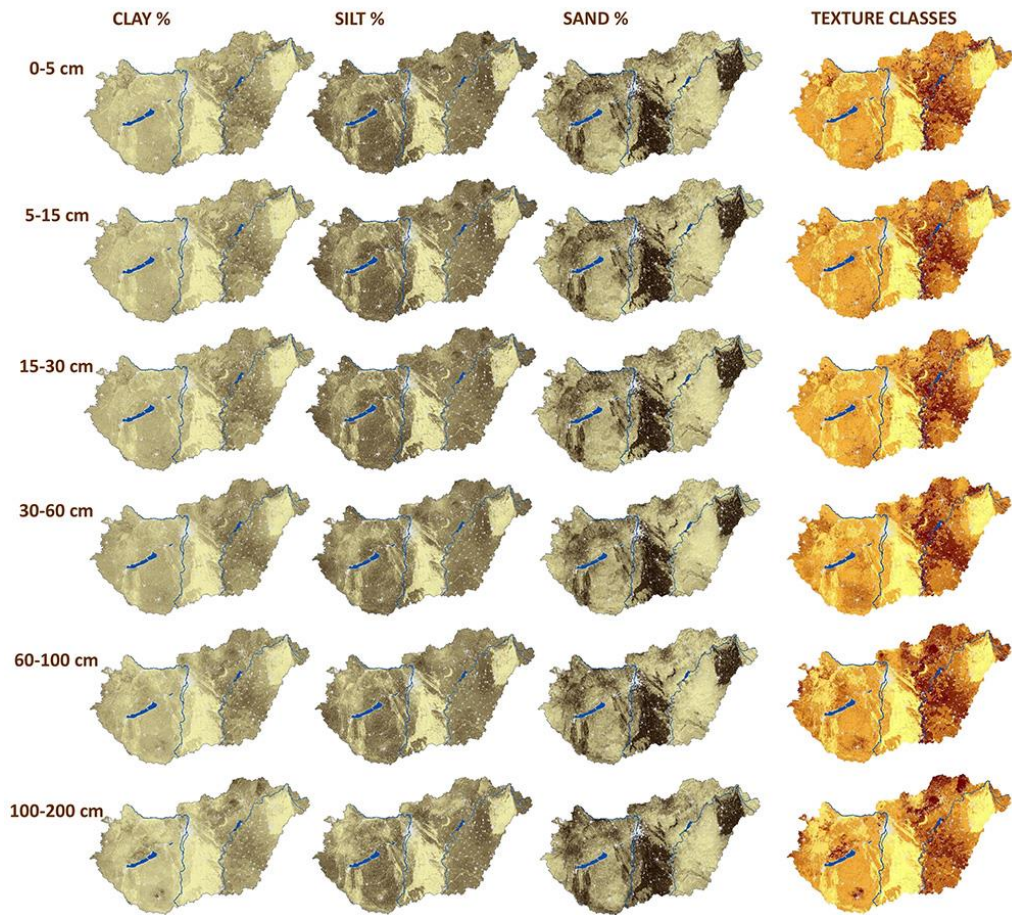 CLAY %
SILT %
SAND %
TEXTURE CLASSES
0-5 cm
5-15 cm
15-30 cm
30-60 cm
60-100 cm
100-200 cm